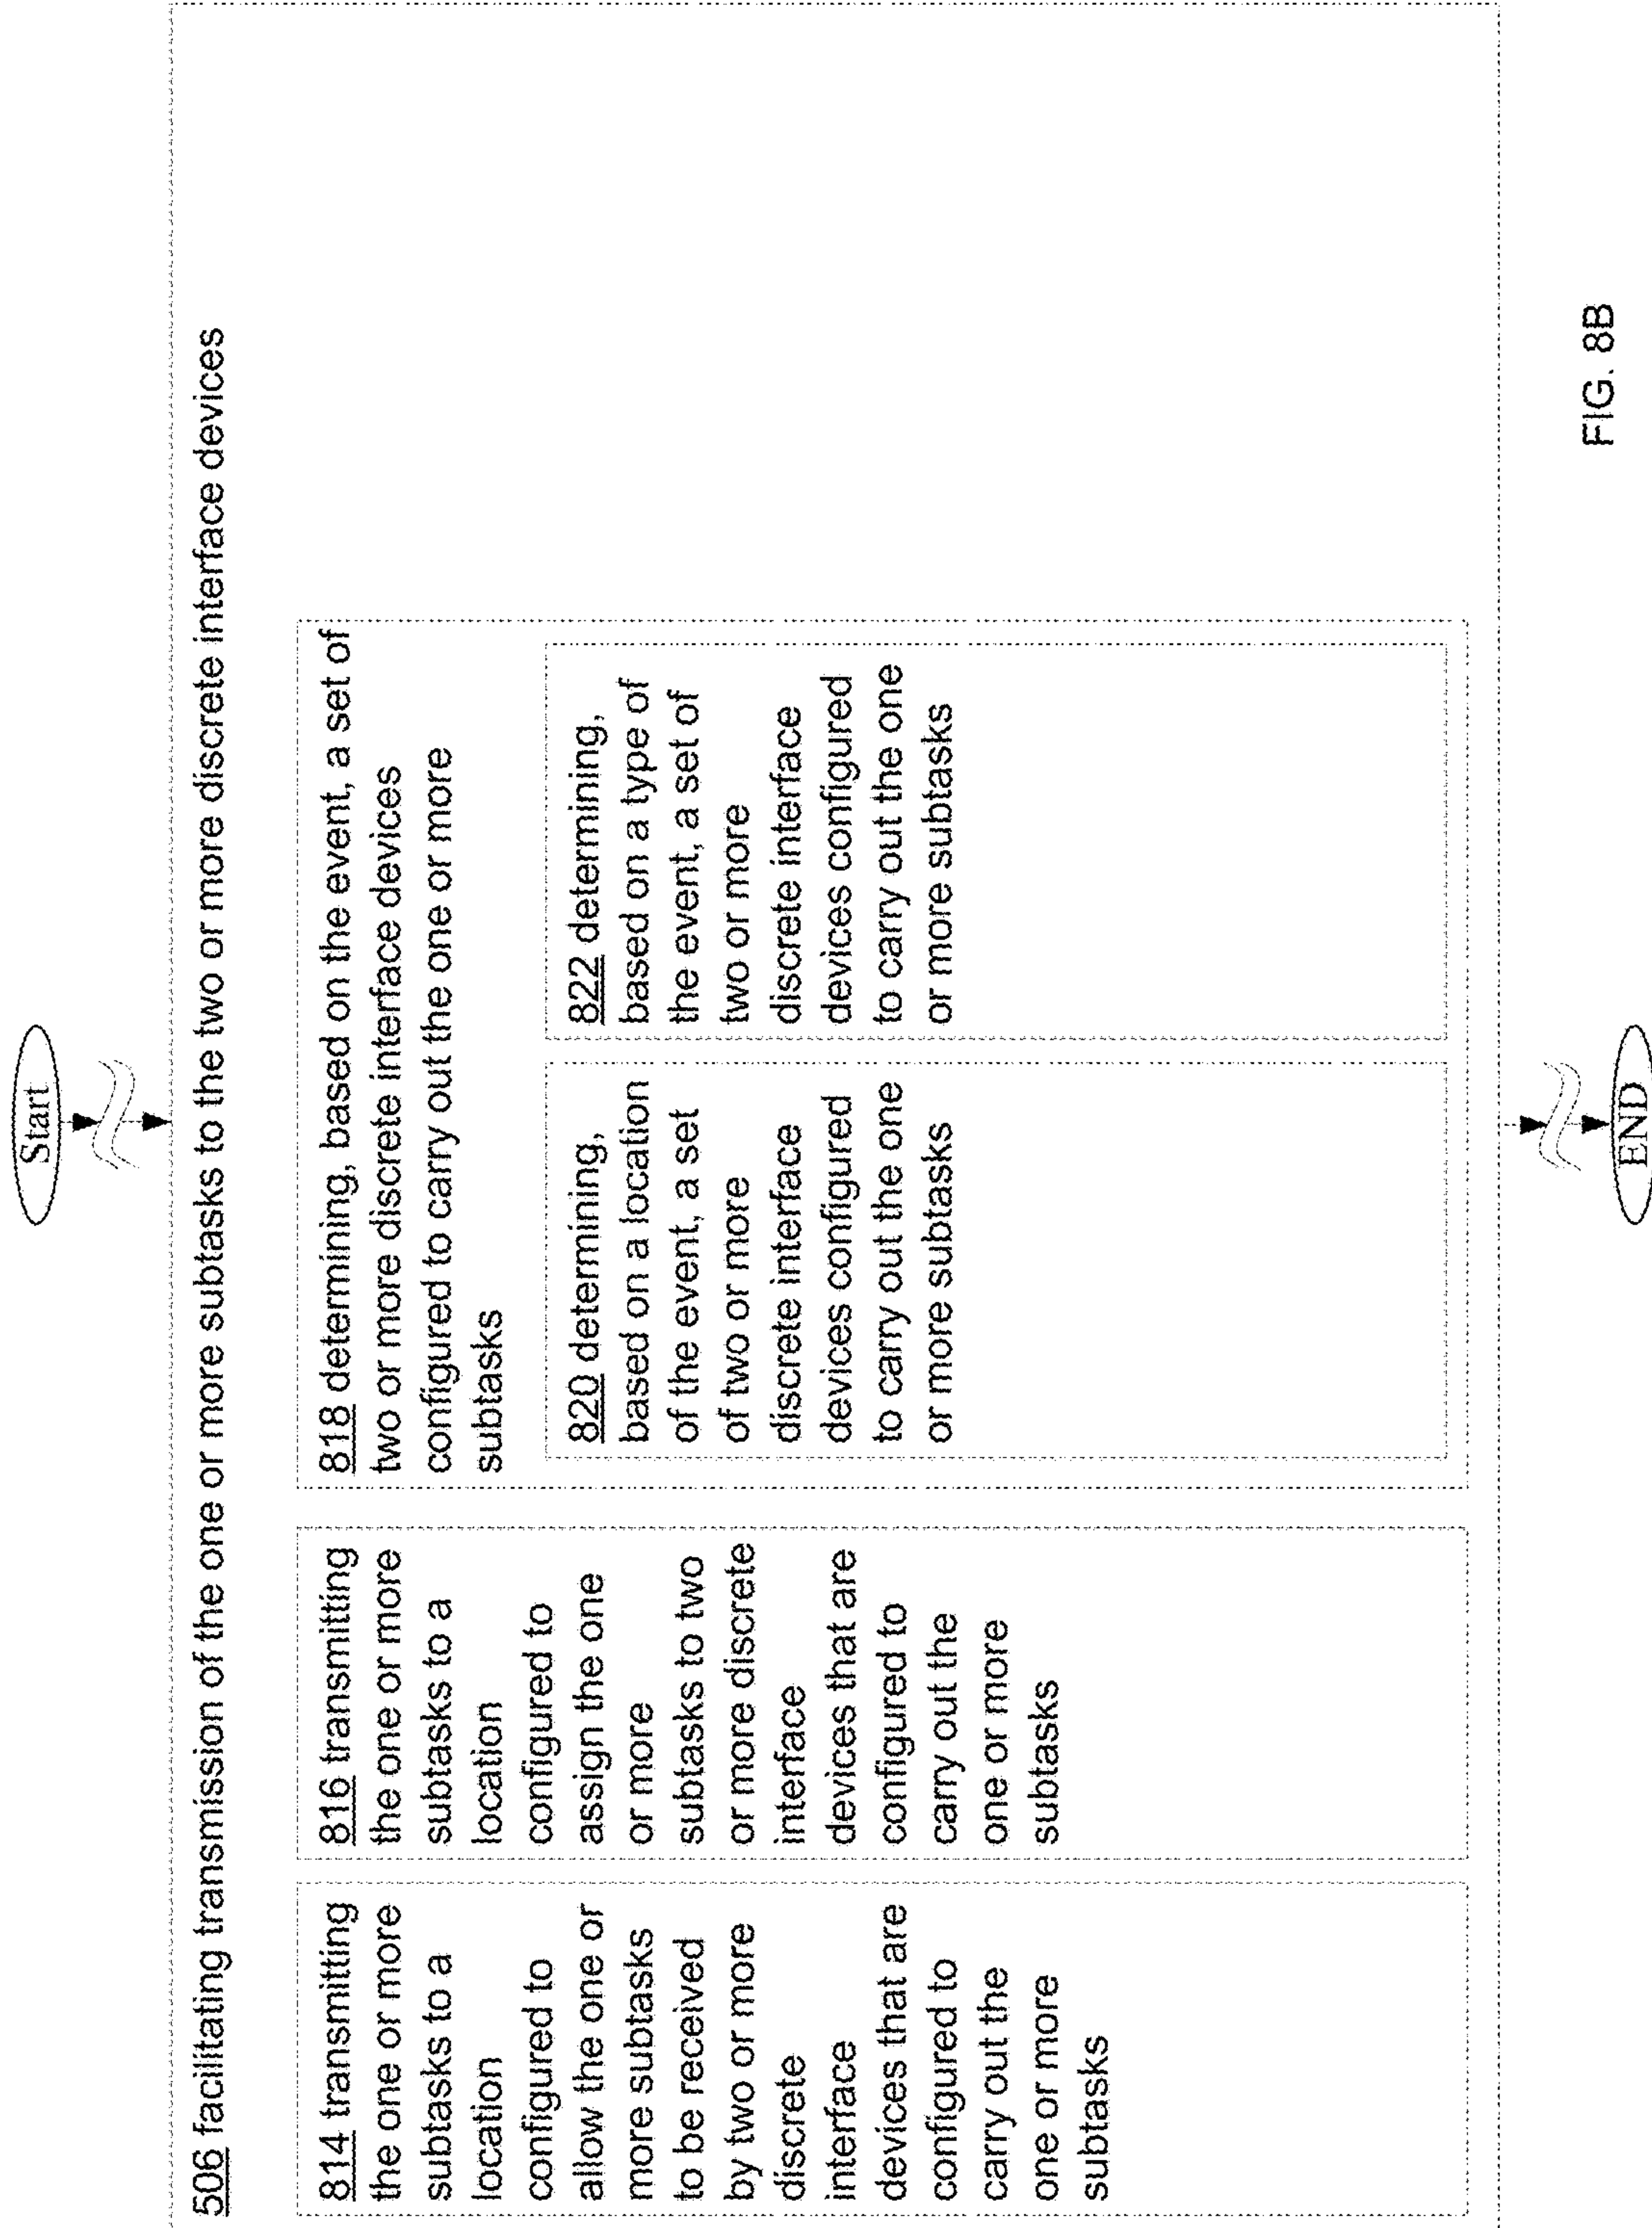 Start
506 facilitating transmission of the one or more subtasks to the two or more discrete interface devices
814 transmitting
the one or more
subtasks to a
location
configured to
allow the one or
more subtasks
to be received
by two or more
discrete
interface
devices that are
configured to
carry out the
one or more
subtasks
816 transmitting
the one or more
subtasks to a
location
configured to
assign the one
or more
subtasks to two
or more discrete
interface
devices that are
configured to
carry out the
one or more
subtasks
818 determining, based on the event, a set of
two or more discrete interface devices
configured to carry out the one or more
subtasks
820 determining,
based on a location
of the event, a set
of two or more
discrete interface
devices configured
to carry out the one
or more subtasks
822 determining,
based on a type of
the event, a set of
two or more
discrete interface
devices configured
to carry out the one
or more subtasks
END
FIG. 8B